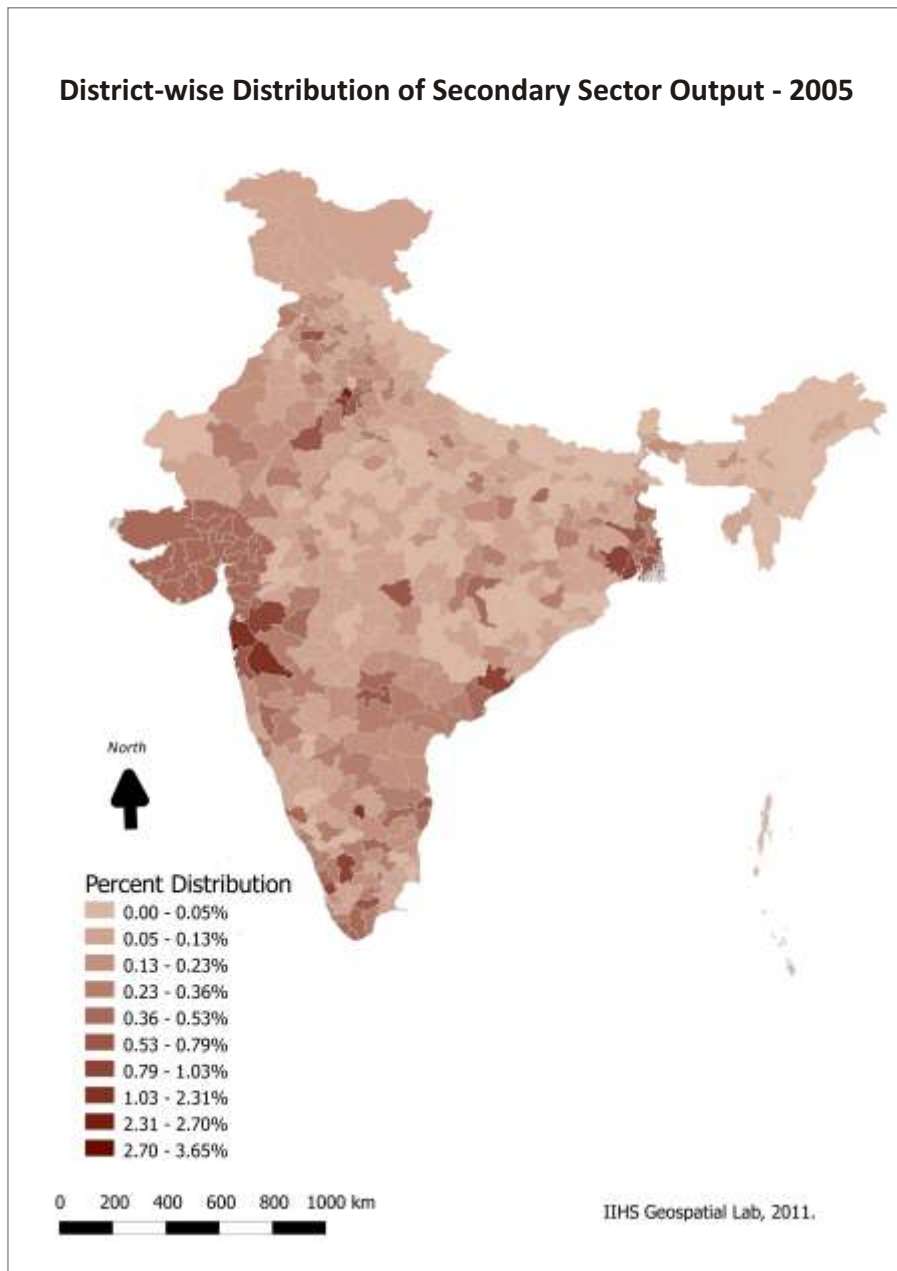 District-wise Distribution of Secondary Sector Output - 2005
North
Percent Distribution
0.00 - 0.05%
0.05 - 0.13%
0.13 - 0.23%
0.23 - 0.36%
0.36 - 0.53%
0.53 - 0.79%
0.79 - 1.03%
1.03 - 2.31%
2.31 - 2.70%
2.70 - 3.65%
0 200 400 600 800 1000 km
IIHS Geospatial Lab, 2011.